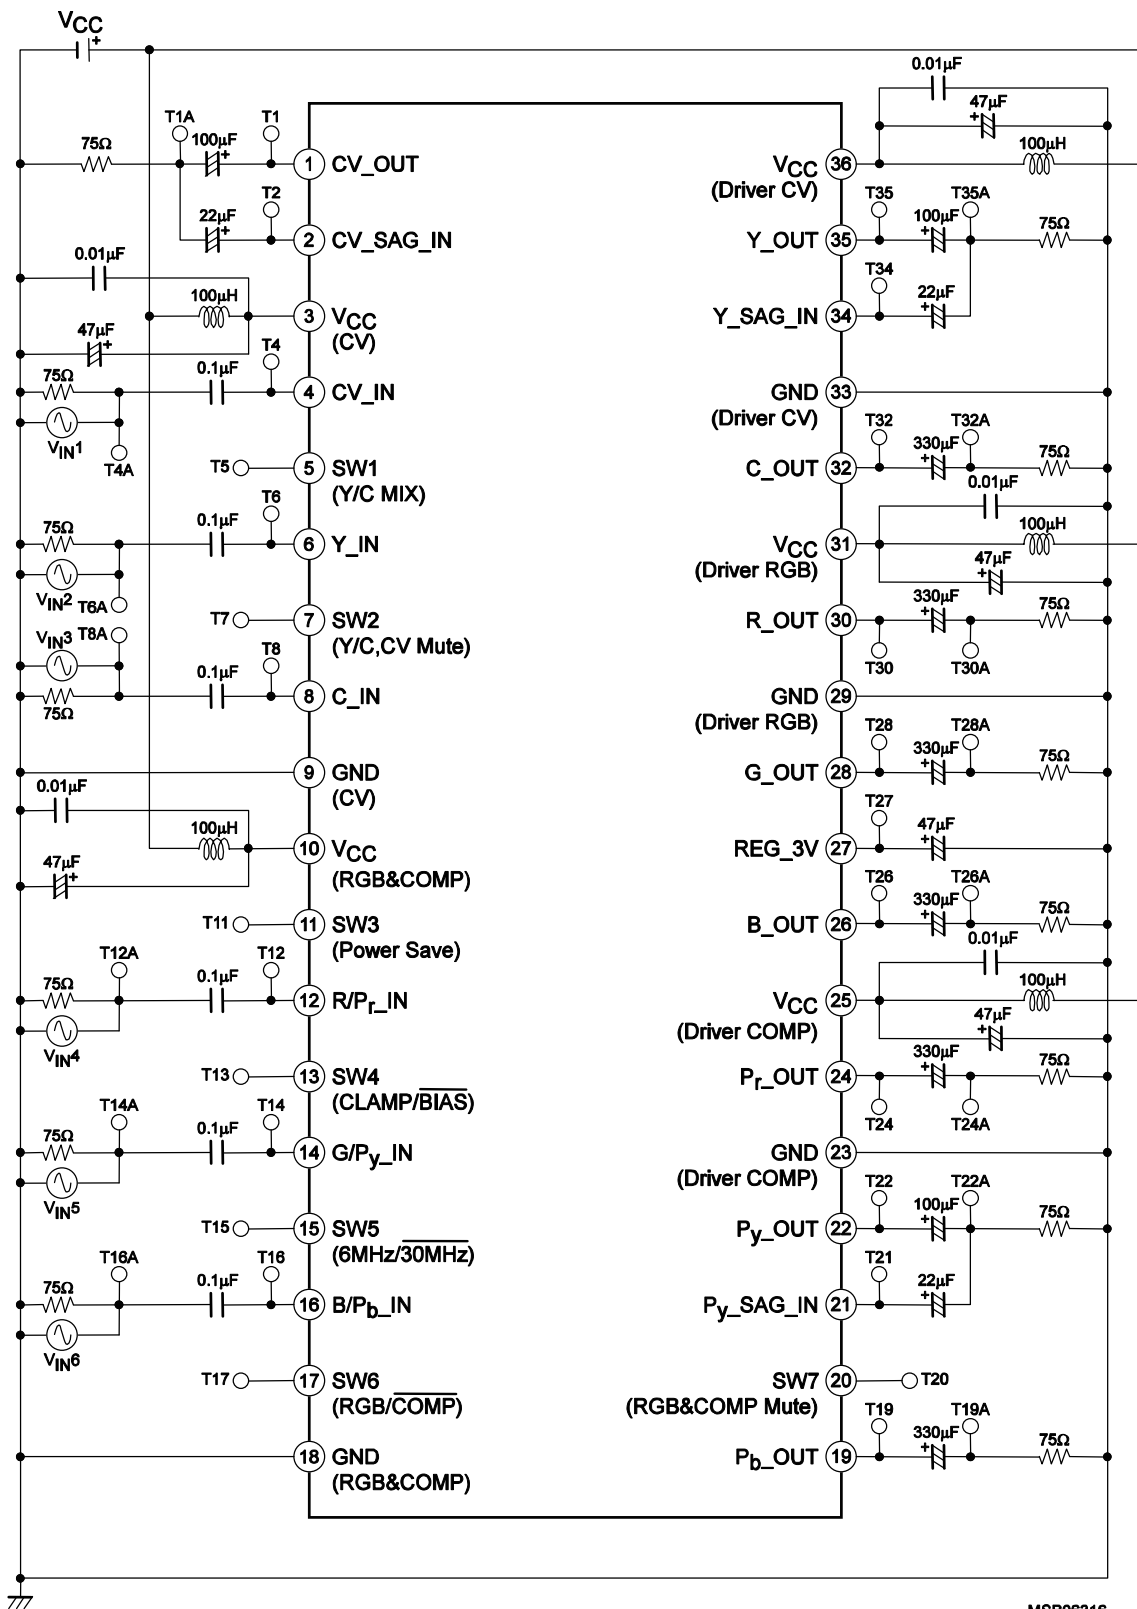 VCC
+
0.01μF
47μF
+
100μH
T1A
T1
75Ω
100μF
+
1
CV_OUT
VCC
(Driver CV)
36
T2
22μF
+
2
CV_SAG_IN
T35
T35A
100μF
+
75Ω
Y_OUT
35
0.01μF
100μH
47μF
+
3
VCC
(CV)
T34
22μF
+
Y_SAG_IN
34
T4
75Ω
0.1μF
4
CV_IN
VIN1
T4A
GND
(Driver CV)
33
T5
5
SW1
(Y/C MIX)
T32
T32A
330μF
+
75Ω
C_OUT
32
T6
75Ω
0.1μF
6
Y_IN
VIN2
T6A
0.01μF
100μH
47μF
+
VCC
(Driver RGB)
31
T7
7
SW2
(Y/C,CV Mute)
330μF
+
75Ω
R_OUT
30
T30
T30A
VIN3
T8A
T8
0.1μF
75Ω
8
C_IN
GND
(Driver RGB)
29
9
GND
(CV)
T28
T28A
330μF
+
75Ω
G_OUT
28
0.01μF
100μH
47μF
+
10
VCC
(RGB&COMP)
T27
47μF
+
REG_3V
27
T11
11
SW3
(Power Save)
T26
T26A
330μF
+
75Ω
B_OUT
26
T12A
T12
75Ω
0.1μF
12
R/Pr_IN
VIN4
0.01μF
100μH
47μF
+
VCC
(Driver COMP)
25
T13
13
SW4
(CLAMP/BIAS)
330μF
+
75Ω
Pr_OUT
24
T24
T24A
T14A
T14
75Ω
0.1μF
14
G/Py_IN
VIN5
GND
(Driver COMP)
23
T15
15
SW5
(6MHz/30MHz)
T22
T22A
100μF
+
75Ω
Py_OUT
22
T16A
T16
75Ω
0.1μF
16
B/Pb_IN
VIN6
T21
22μF
+
Py_SAG_IN
21
T17
17
SW6
(RGB/COMP)
SW7
(RGB&COMP Mute)
20
T20
18
GND
(RGB&COMP)
T19
T19A
330μF
+
75Ω
Pb_OUT
19